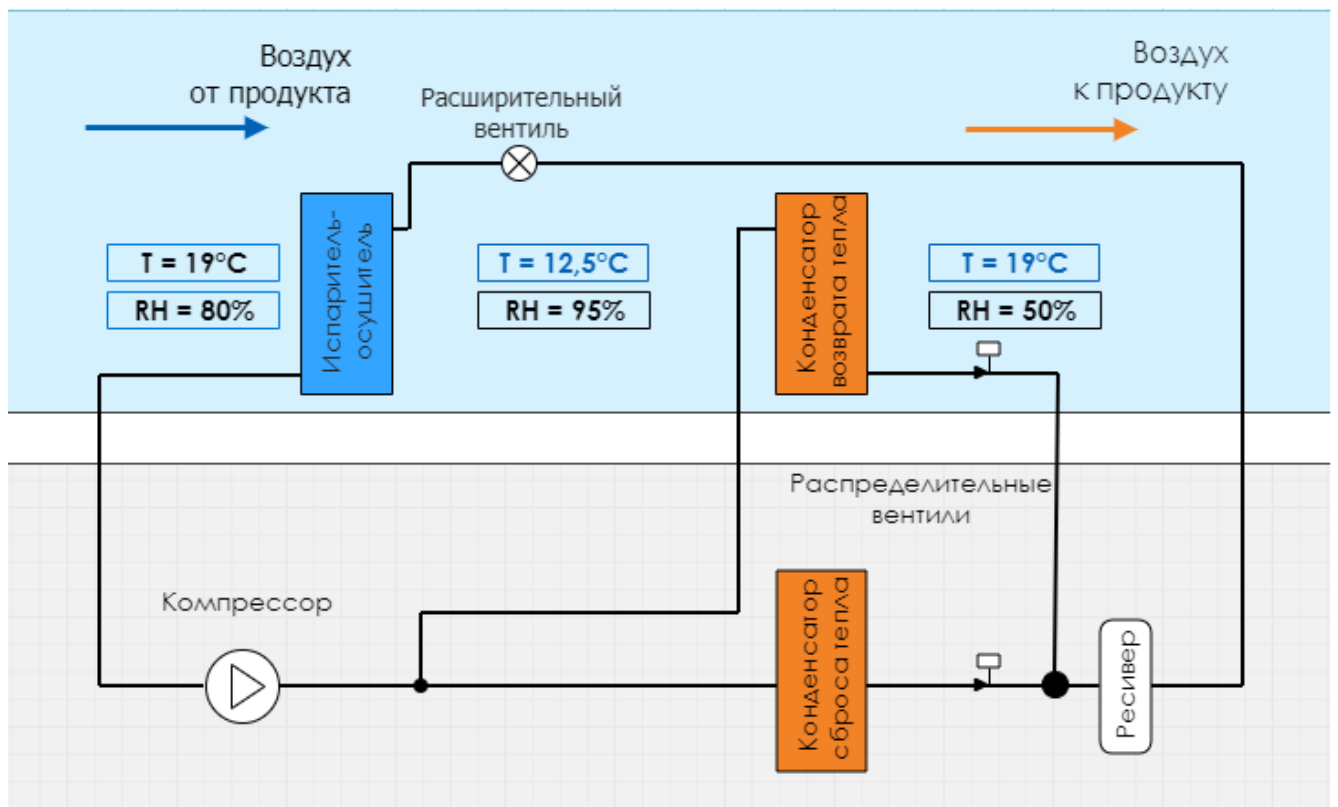 Воздух
от продукта
Расширительный
вентиль
Воздух
к продукту
Испаритель-
осушитель
T = 19°C
RH = 80%
T = 12,5°C
RH = 95%
Конденсатор
возврата тепла
T = 19°C
RH = 50%
Распределительные
вентили
Компрессор
Конденсатор
сброса тепла
Ресивер